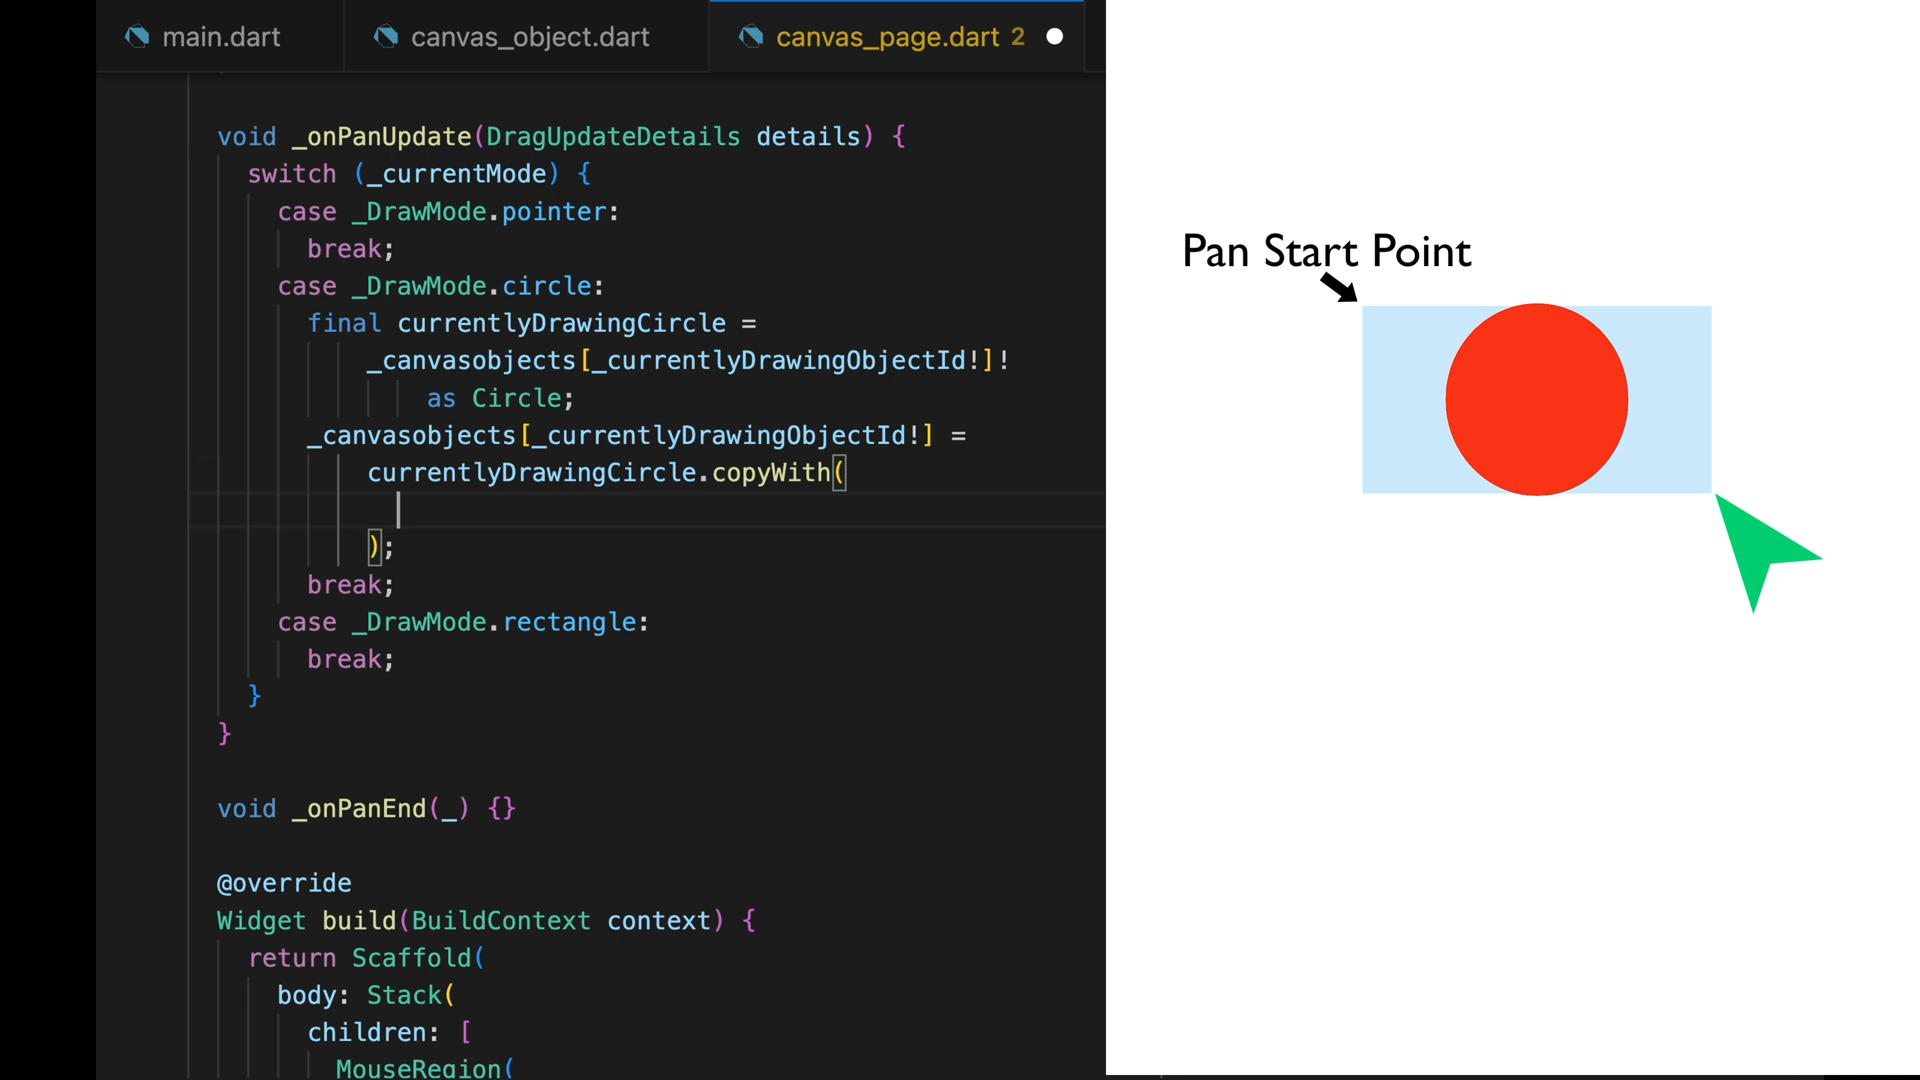 main.dart
canvas_object.dart
canvas_page.dart 2
void _onPanUpdate(DragUpdateDetails details) {
switch (_currentMode) {
case _DrawMode.pointer:
break;
case _DrawMode.circle:
final currentlyDrawingCircle =
_canvasobjects[_currentlyDrawingObjectId!]!
as Circle;
_canvasobjects[_currentlyDrawingObjectId!] =
currentlyDrawingCircle.copyWith(
);
break;
case _DrawMode.rectangle:
break;
}
}
void _onPanEnd(_) {}
@override
Widget build(BuildContext context) {
return Scaffold(
body: Stack(
children: [
MouseRegion(
Pan Start Point